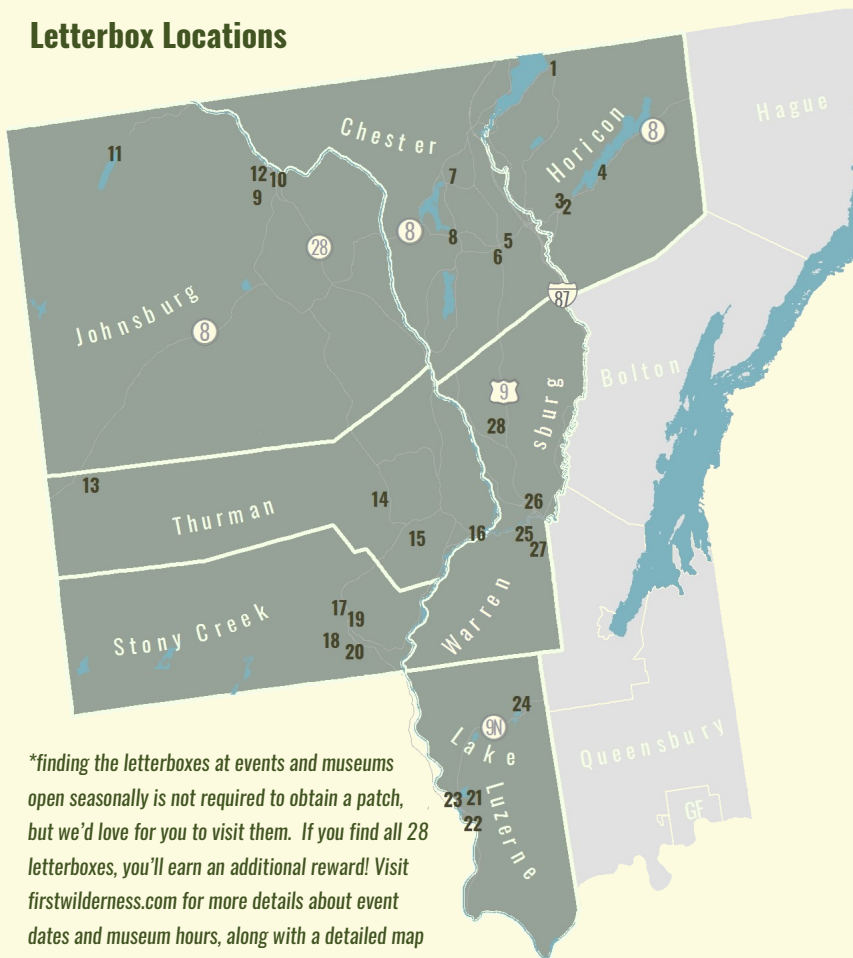 Letterbox Locations
1
Hague
Chester
Horicon
8
11
12 10
9
7
4
3
2
28
8
8
5
6
87
Johnsburg
8
Bolton
9
sburg
28
13
14
Thurman
26
15
16
25
27
17
19
Stony Creek
18
20
Warren
24
9N
Lake
Luzerne
Queensbury
23 21
22
GF
*finding the letterboxes at events and museums
open seasonally is not required to obtain a patch,
but we’d love for you to visit them.  If you find all 28
letterboxes, you’ll earn an additional reward! Visit
firstwilderness.com for more details about event
dates and museum hours, along with a detailed map